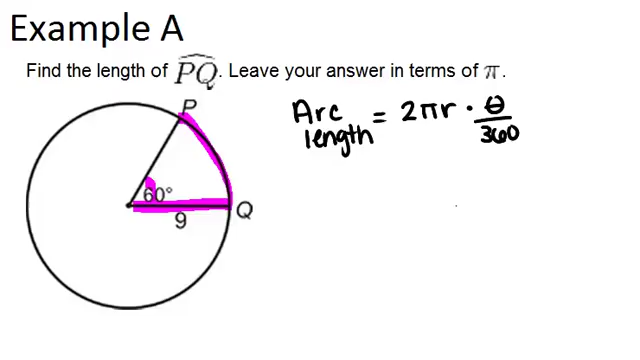 Example A
Find the length of PQ. Leave your answer in terms of π.
P
Arc length = 2πr · θ/360
60°
9
Q